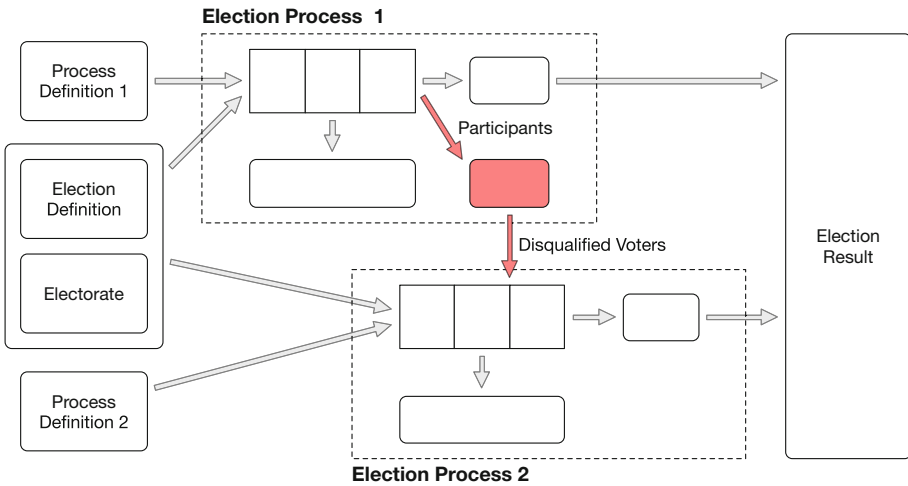 Election Process 1
Process
Definition 1
Participants
Election
Definition
Disqualified Voters
Election
Result
Electorate
Process
Definition 2
Election Process 2